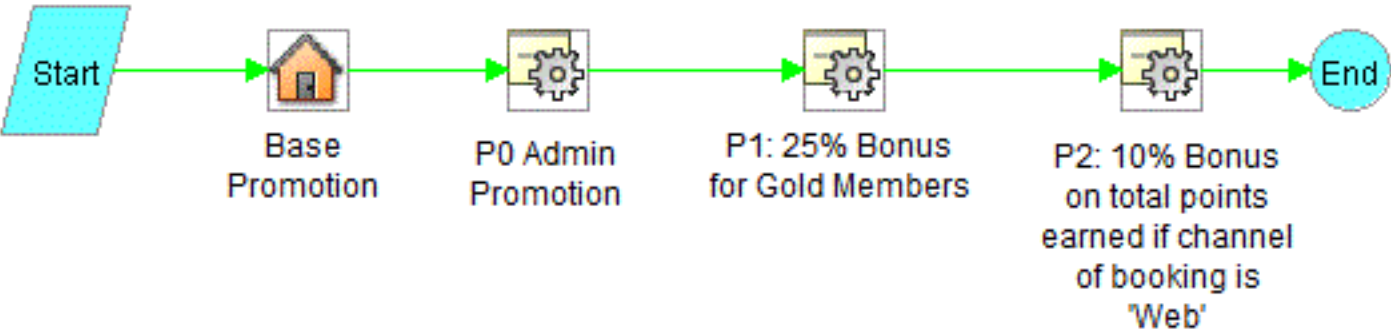 Start
Base
Promotion
P0 Admin
Promotion
P1: 25% Bonus
for Gold Members
P2: 10% Bonus
on total points
earned if channel
of booking is
'Web'
End